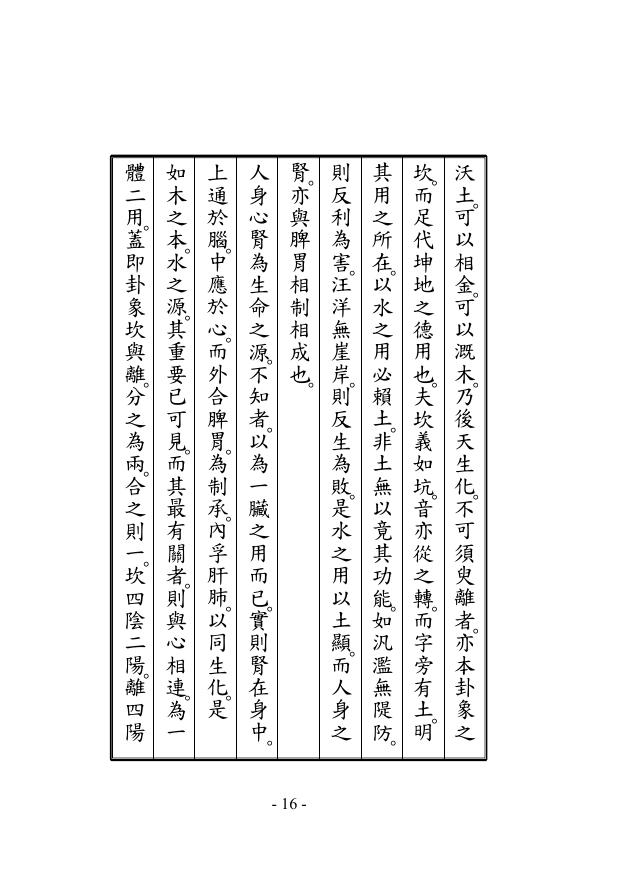 沃土。可以相金。可以溉木。乃後天生化。不可須臾離者。亦本卦象之
坎。而足代坤地之德用也。夫坎義如坑。音亦從之轉。而字旁有土。明
其用之所在。以水之用必賴土。非土無以竟其功能。如汎濫無隄防。
則反利為害。汪洋無崖岸。則反生為敗。是水之用以土顯。而人身之
腎。亦與脾胃相制相成也。
人身心腎為生命之源。不知者。以為一臟之用而已。實則腎在身中。
上通於腦。中應於心。而外合脾胃。為制承。內孚肝肺。以同生化。是
如木之本。水之源。其重要已可見。而其最有關者。則與心相連。為一
體二用。蓋即卦象坎與離。分之為兩。合之則一。坎四陰二陽。離四陽
- 16 -